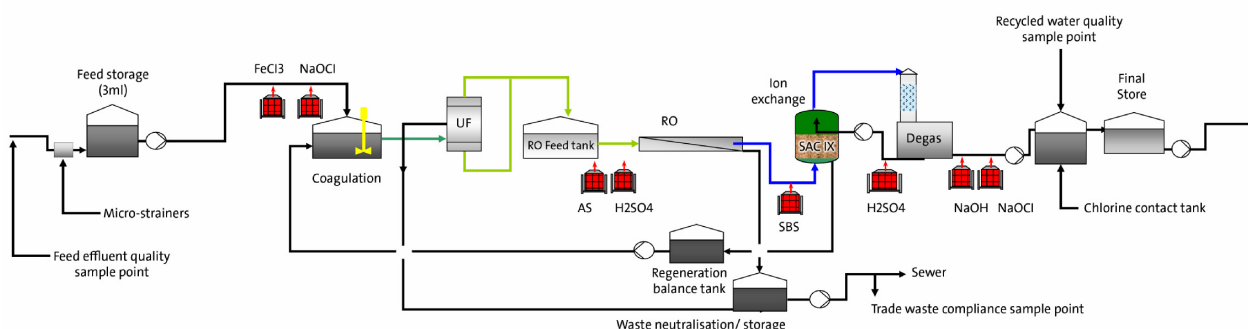 Recycled water quality
sample point
Feed storage
(3ml)
FeCl3
NaOCl
Ion
exchange
Final
Store
UF
RO
RO Feed tank
SAC IX
Degas
Coagulation
AS
H2SO4
SBS
H2SO4
NaOH
NaOCl
Chlorine contact tank
Micro-strainers
Feed effluent quality
sample point
Regeneration
balance tank
Sewer
Trade waste compliance sample point
Waste neutralisation/ storage